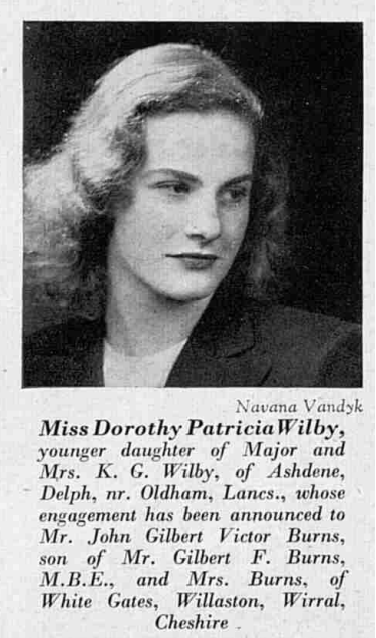 Navana Vandyk
Miss Dorothy Patricia Wilby,
younger daughter of Major and
Mrs. K. G. Wilby, of Ashdene,
Delph, nr. Oldham, Lancs., whose
engagement has been announced to
Mr. John Gilbert Victor Burns,
son of Mr. Gilbert F. Burns,
M.B.E., and Mrs. Burns, of
White Gates, Willaston, Wirral,
Cheshire